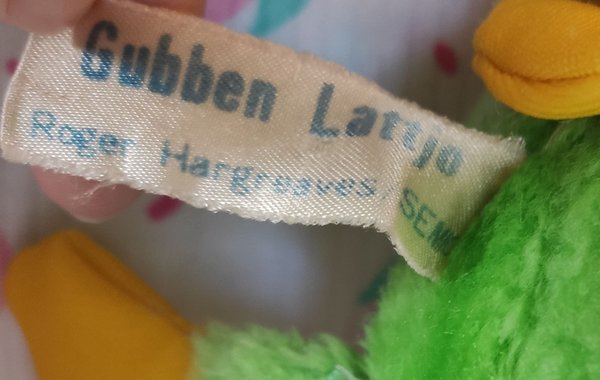 Gubben Lattjo
Roger Hargreaves